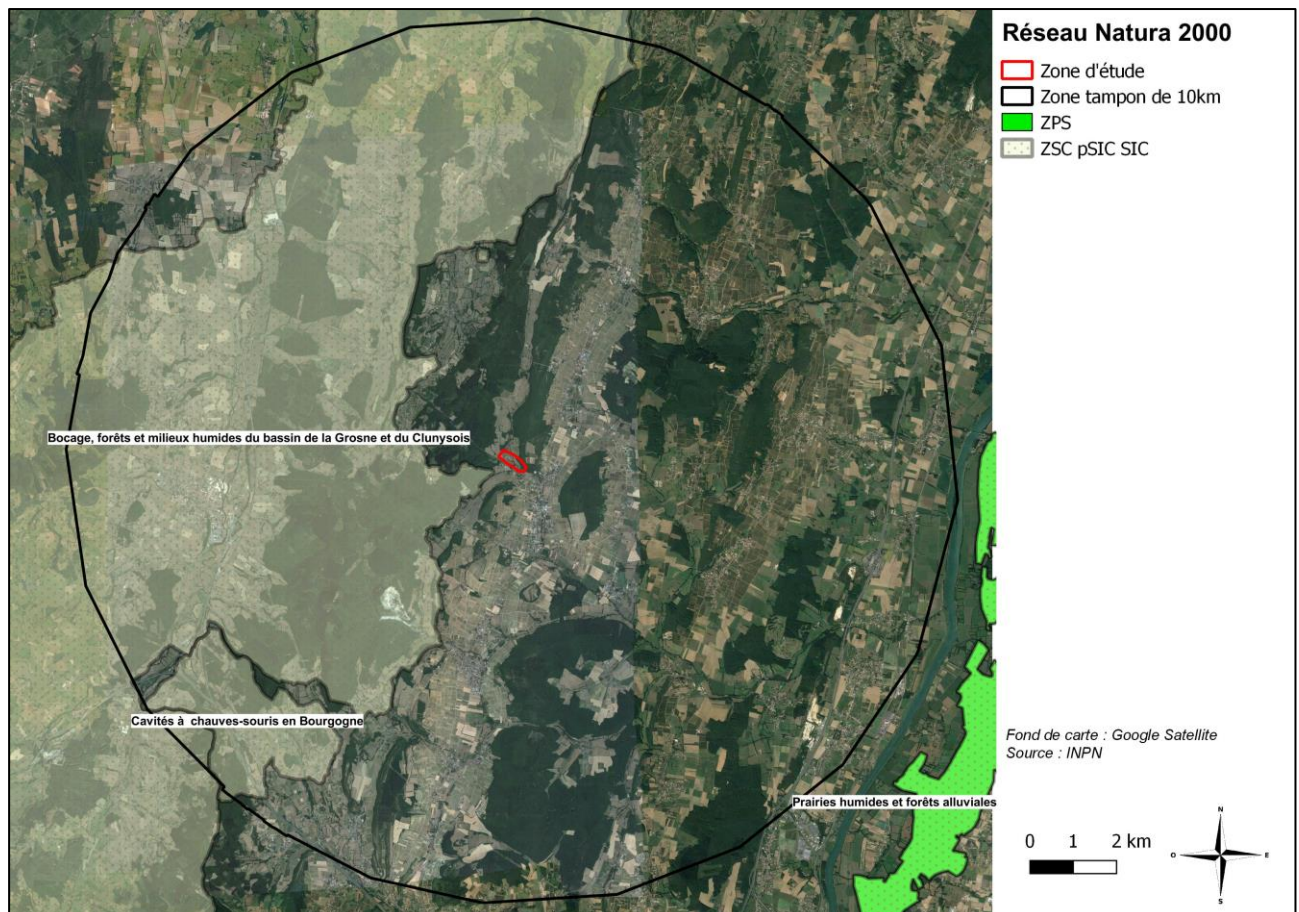 Réseau Natura 2000
Zone d'étude
Zone tampon de 10km
ZPS
ZSC pSIC SIC
Bocage, forêts et milieux humides du bassin de la Grosne et du Clunysois
Cavités à  chauves-souris en Bourgogne
Prairies humides et forêts alluviales
Fond de carte : Google Satellite
Source : INPN
0 1 2 km
N
O E
S